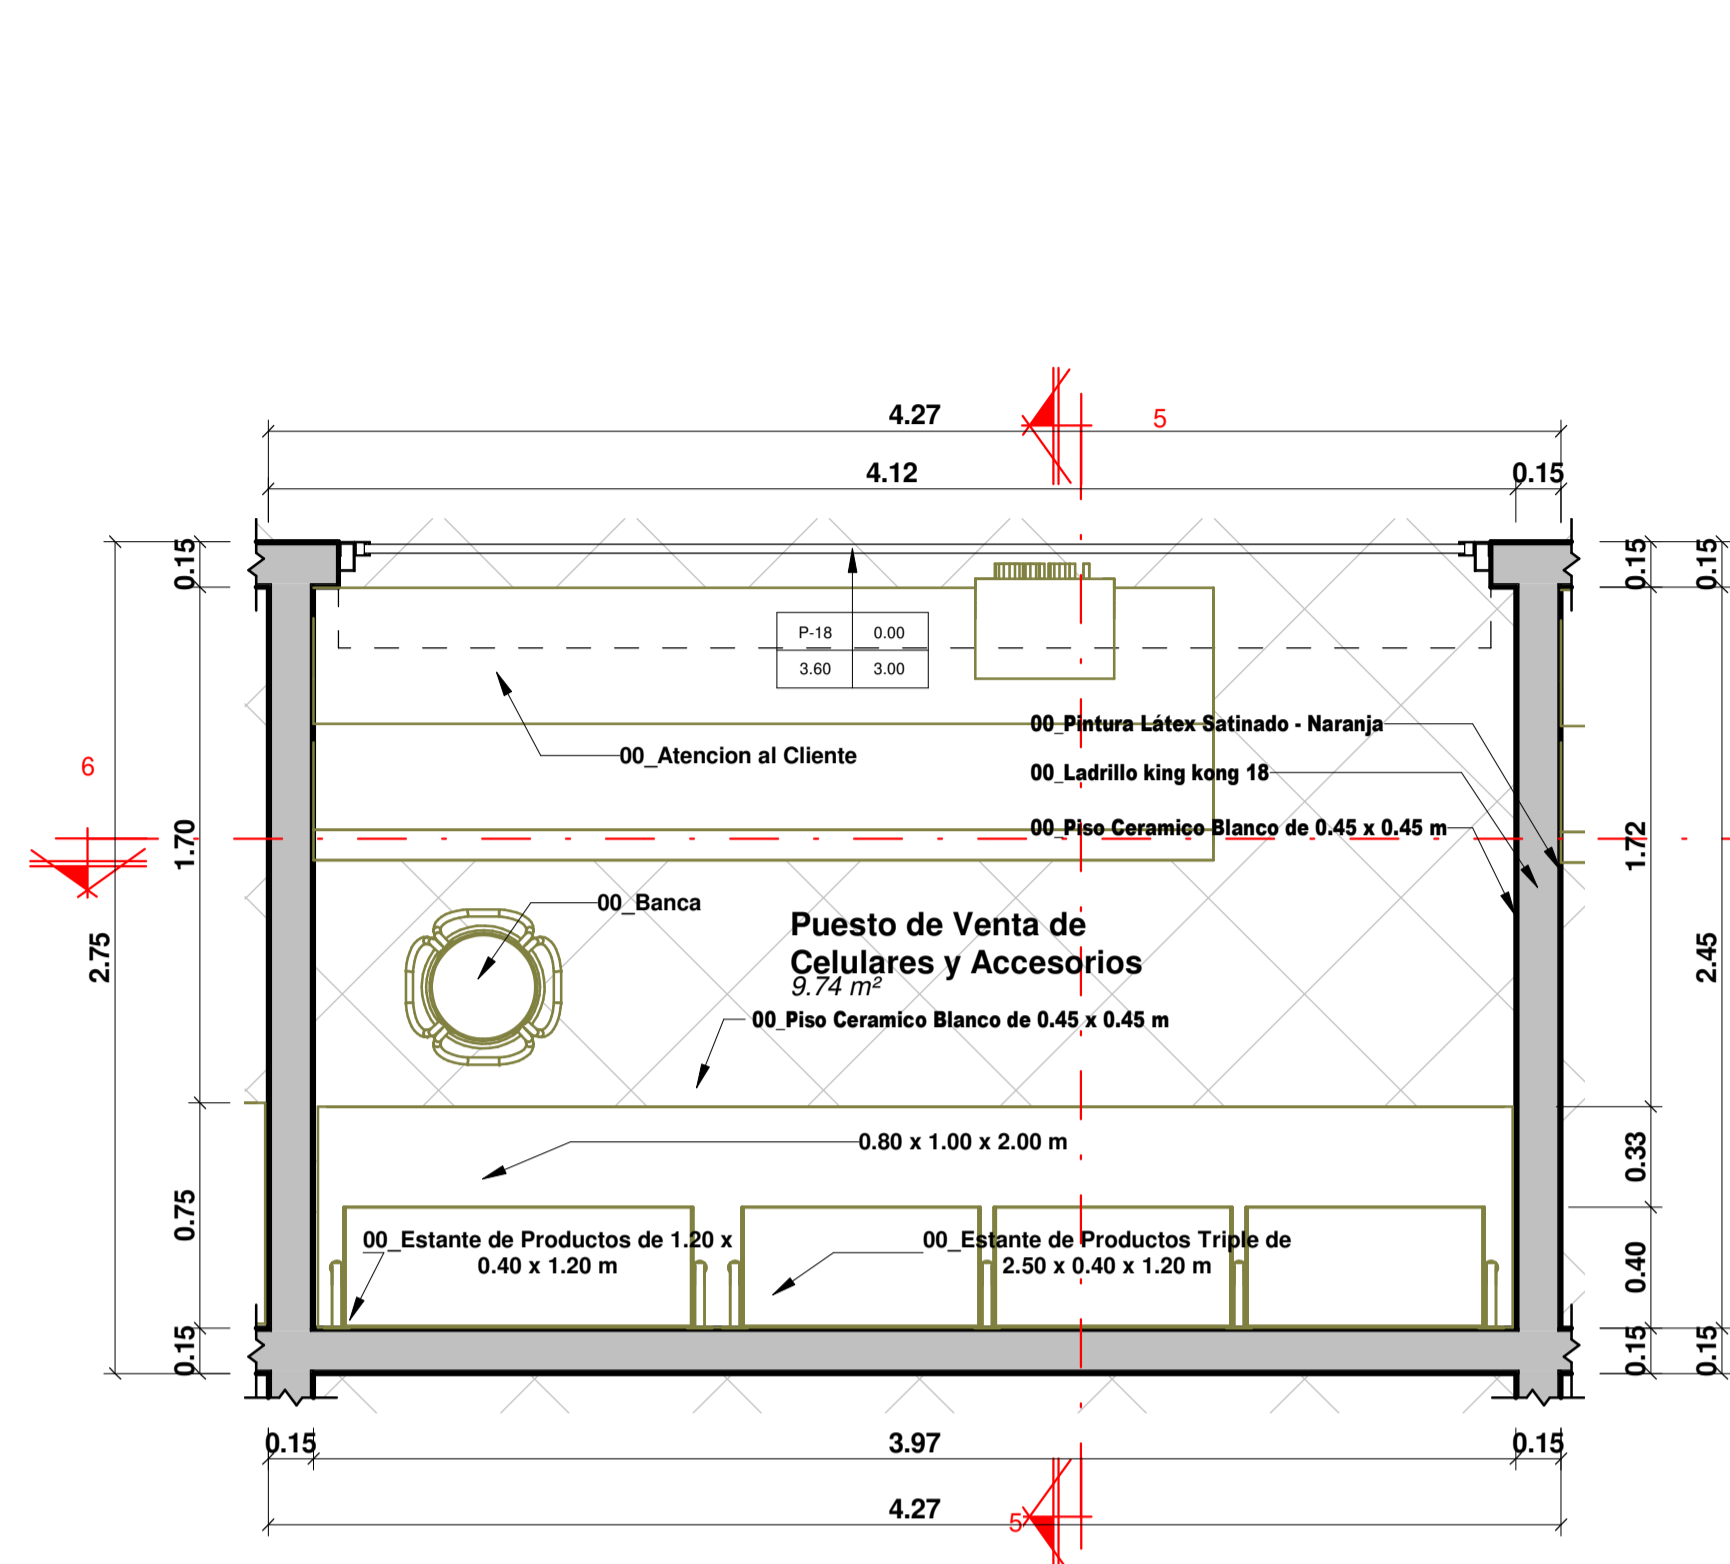 5
4.27
4.12
0.15
0.15
0.15
0.15
P-18
0.00
3.60
3.00
00_Pintura Látex Satinado - Naranja
00_Atencion al Cliente
00_Ladrillo king kong 18
6
00_Piso Ceramico Blanco de 0.45 x 0.45 m
1.70
1.72
00_Banca
Puesto de Venta de
Celulares y Accesorios
9.74 m²
2.75
2.45
00_Piso Ceramico Blanco de 0.45 x 0.45 m
0.80 x 1.00 x 2.00 m
0.33
0.75
00_Estante de Productos de 1.20 x
0.40 x 1.20 m
00_Estante de Productos Triple de
2.50 x 0.40 x 1.20 m
0.40
0.15
0.15
0.15
0.15
3.97
0.15
4.27
5